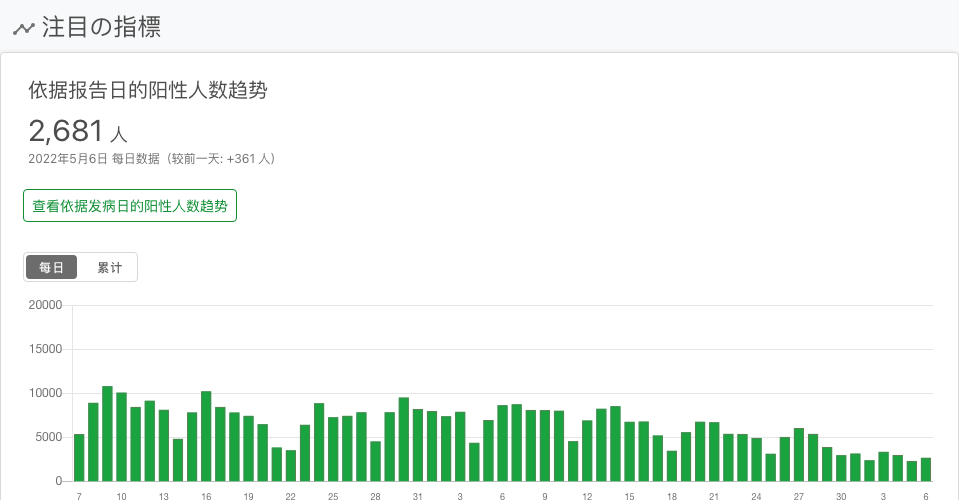 注目の指標
依据报告日的阳性人数趋势
2,681 人
2022年5月6日 每日数据（较前一天: +361 人）
查看依据发病日的阳性人数趋势
每日 累计
20000
15000
10000
5000
0
7 10 13 16 19 22 25 28 31 3 6 9 12 15 18 21 24 27 30 3 6